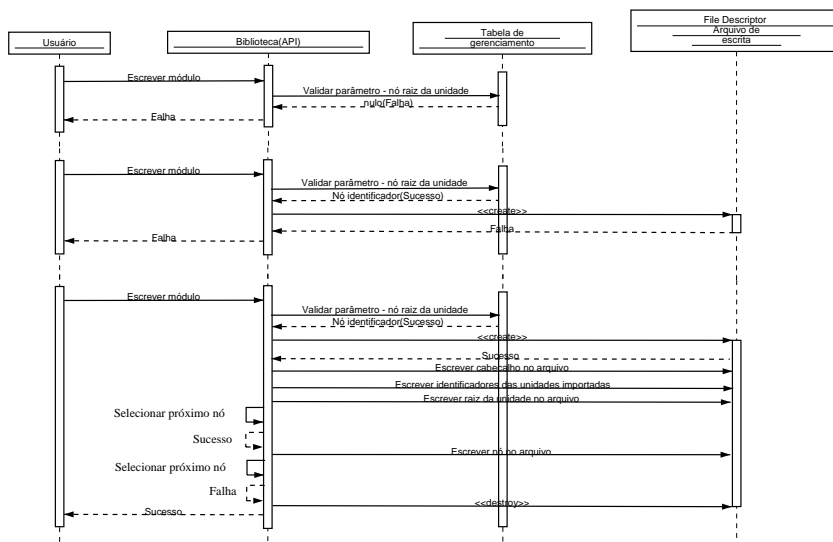 Usuário
Biblioteca(API)
Tabela de
gerenciamento
File Descriptor
Arquivo de
escrita
Escrever módulo
Validar parâmetro - nó raiz da unidade
nulo(Falha)
Falha
Escrever módulo
Validar parâmetro - nó raiz da unidade
Nó identificador(Sucesso)
<<create>>
Falha
Falha
Escrever módulo
Validar parâmetro - nó raiz da unidade
Nó identificador(Sucesso)
<<create>>
Sucesso
Escrever cabecalho no arquivo
Escrever identificadores das unidades importadas
Escrever raiz da unidade no arquivo
Selecionar próximo nó
Sucesso
Escrever nó no arquivo
Selecionar próximo nó
Falha
<<destroy>>
Sucesso